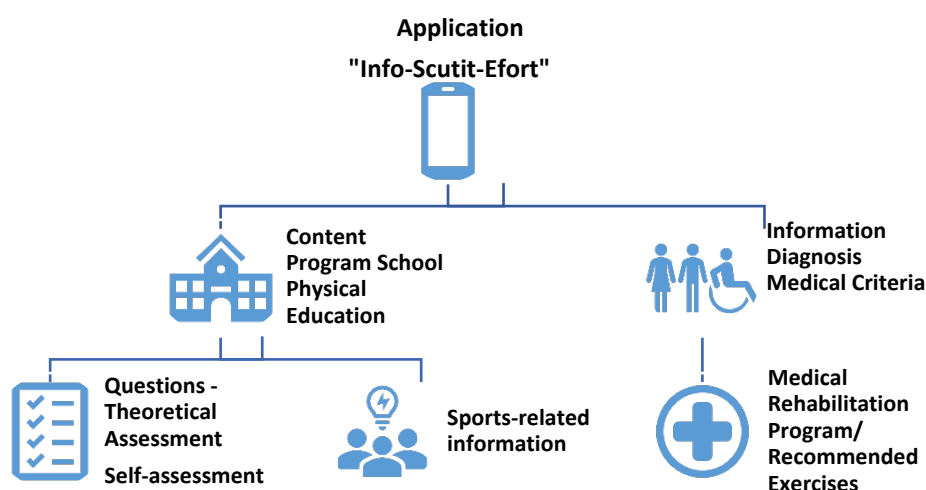 Application
"Info-Scutit-Efort"
Content
Program School
Physical
Education
Information
Diagnosis
Medical Criteria
Questions -
Theoretical
Assessment
Self-assessment
Sports-related
information
Medical
Rehabilitation
Program/
Recommended
Exercises